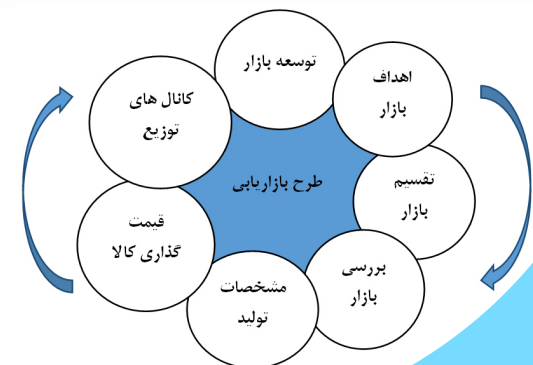 توسعه بازار
اهداف
بازار
تقسیم
بازار
بررسی
بازار
مشخصات
تولید
قیمت
گذاری کالا
کانال های
توزیع
طرح بازاریابی